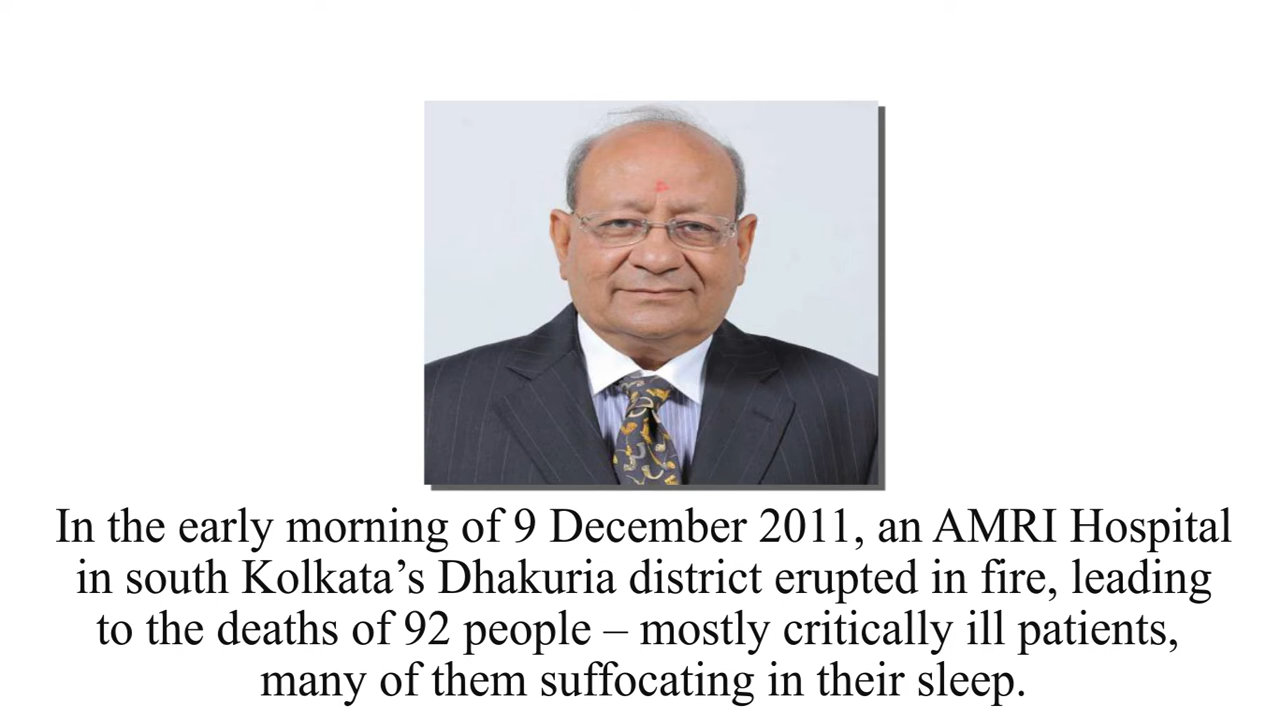 In the early morning of 9 December 2011, an AMRI Hospital
in south Kolkata’s Dhakuria district erupted in fire, leading
to the deaths of 92 people – mostly critically ill patients,
many of them suffocating in their sleep.